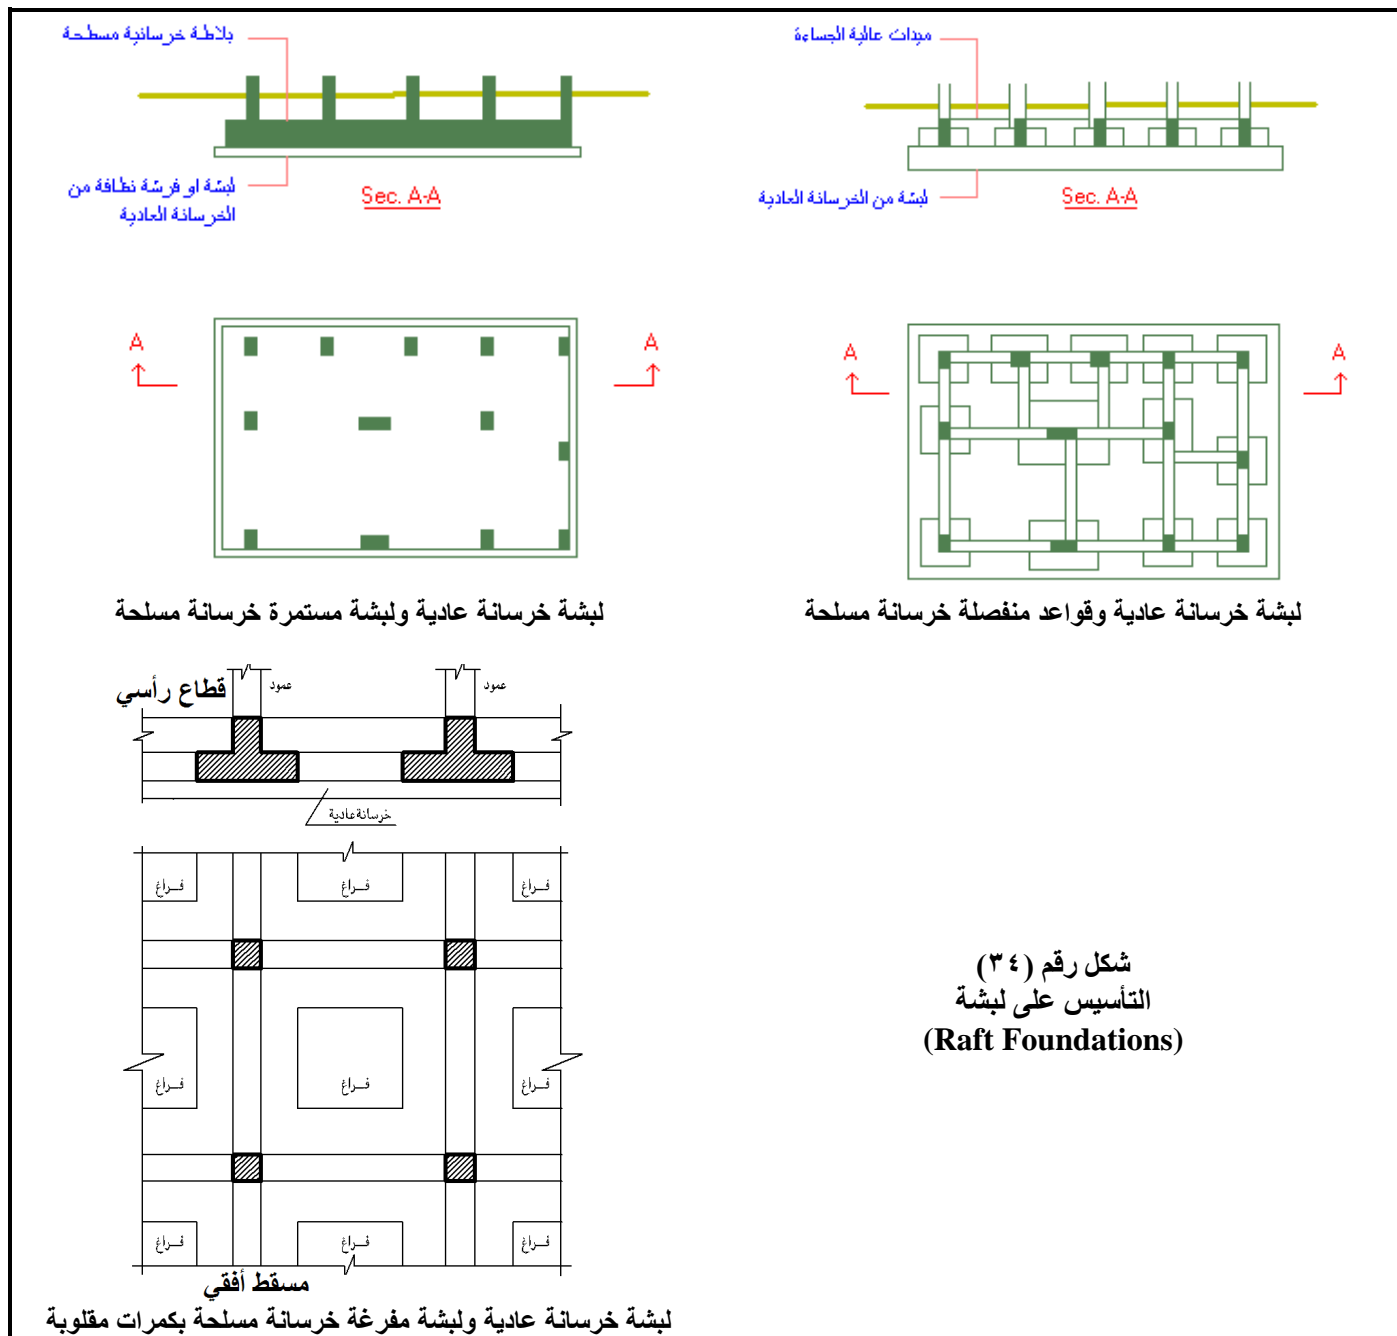 بلاطة خرسانية مسطحة
لبشة او فرشة نظافة من
الخرسانة العادية
Sec. A-A
ميدات عالية الجساءة
لبشة من الخرسانة العادية
Sec. A-A
A
A
A
A
لبشة خرسانة عادية ولبشة مستمرة خرسانة مسلحة
لبشة خرسانة عادية وقواعد منفصلة خرسانة مسلحة
قطاع رأسي
عمود
عمود
خرسانة عادية
فراغ
فراغ
فراغ
فراغ
فراغ
فراغ
فراغ
فراغ
فراغ
مسقط أفقي
لبشة خرسانة عادية ولبشة مفرغة خرسانة مسلحة بكمرات مقلوبة
شكل رقم (٣٤)
التأسيس على لبشة
(Raft Foundations)